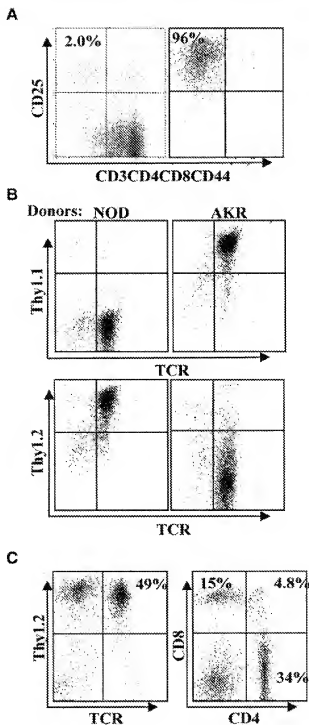 A
2.0%
96%
CD25
CD3CD4CD8CD44
B
Donors: NOD AKR
Thy1.1
TCR
Thy1.2
TCR
C
49%
15%
4.8%
34%
Thy1.2
CD8
TCR
CD4